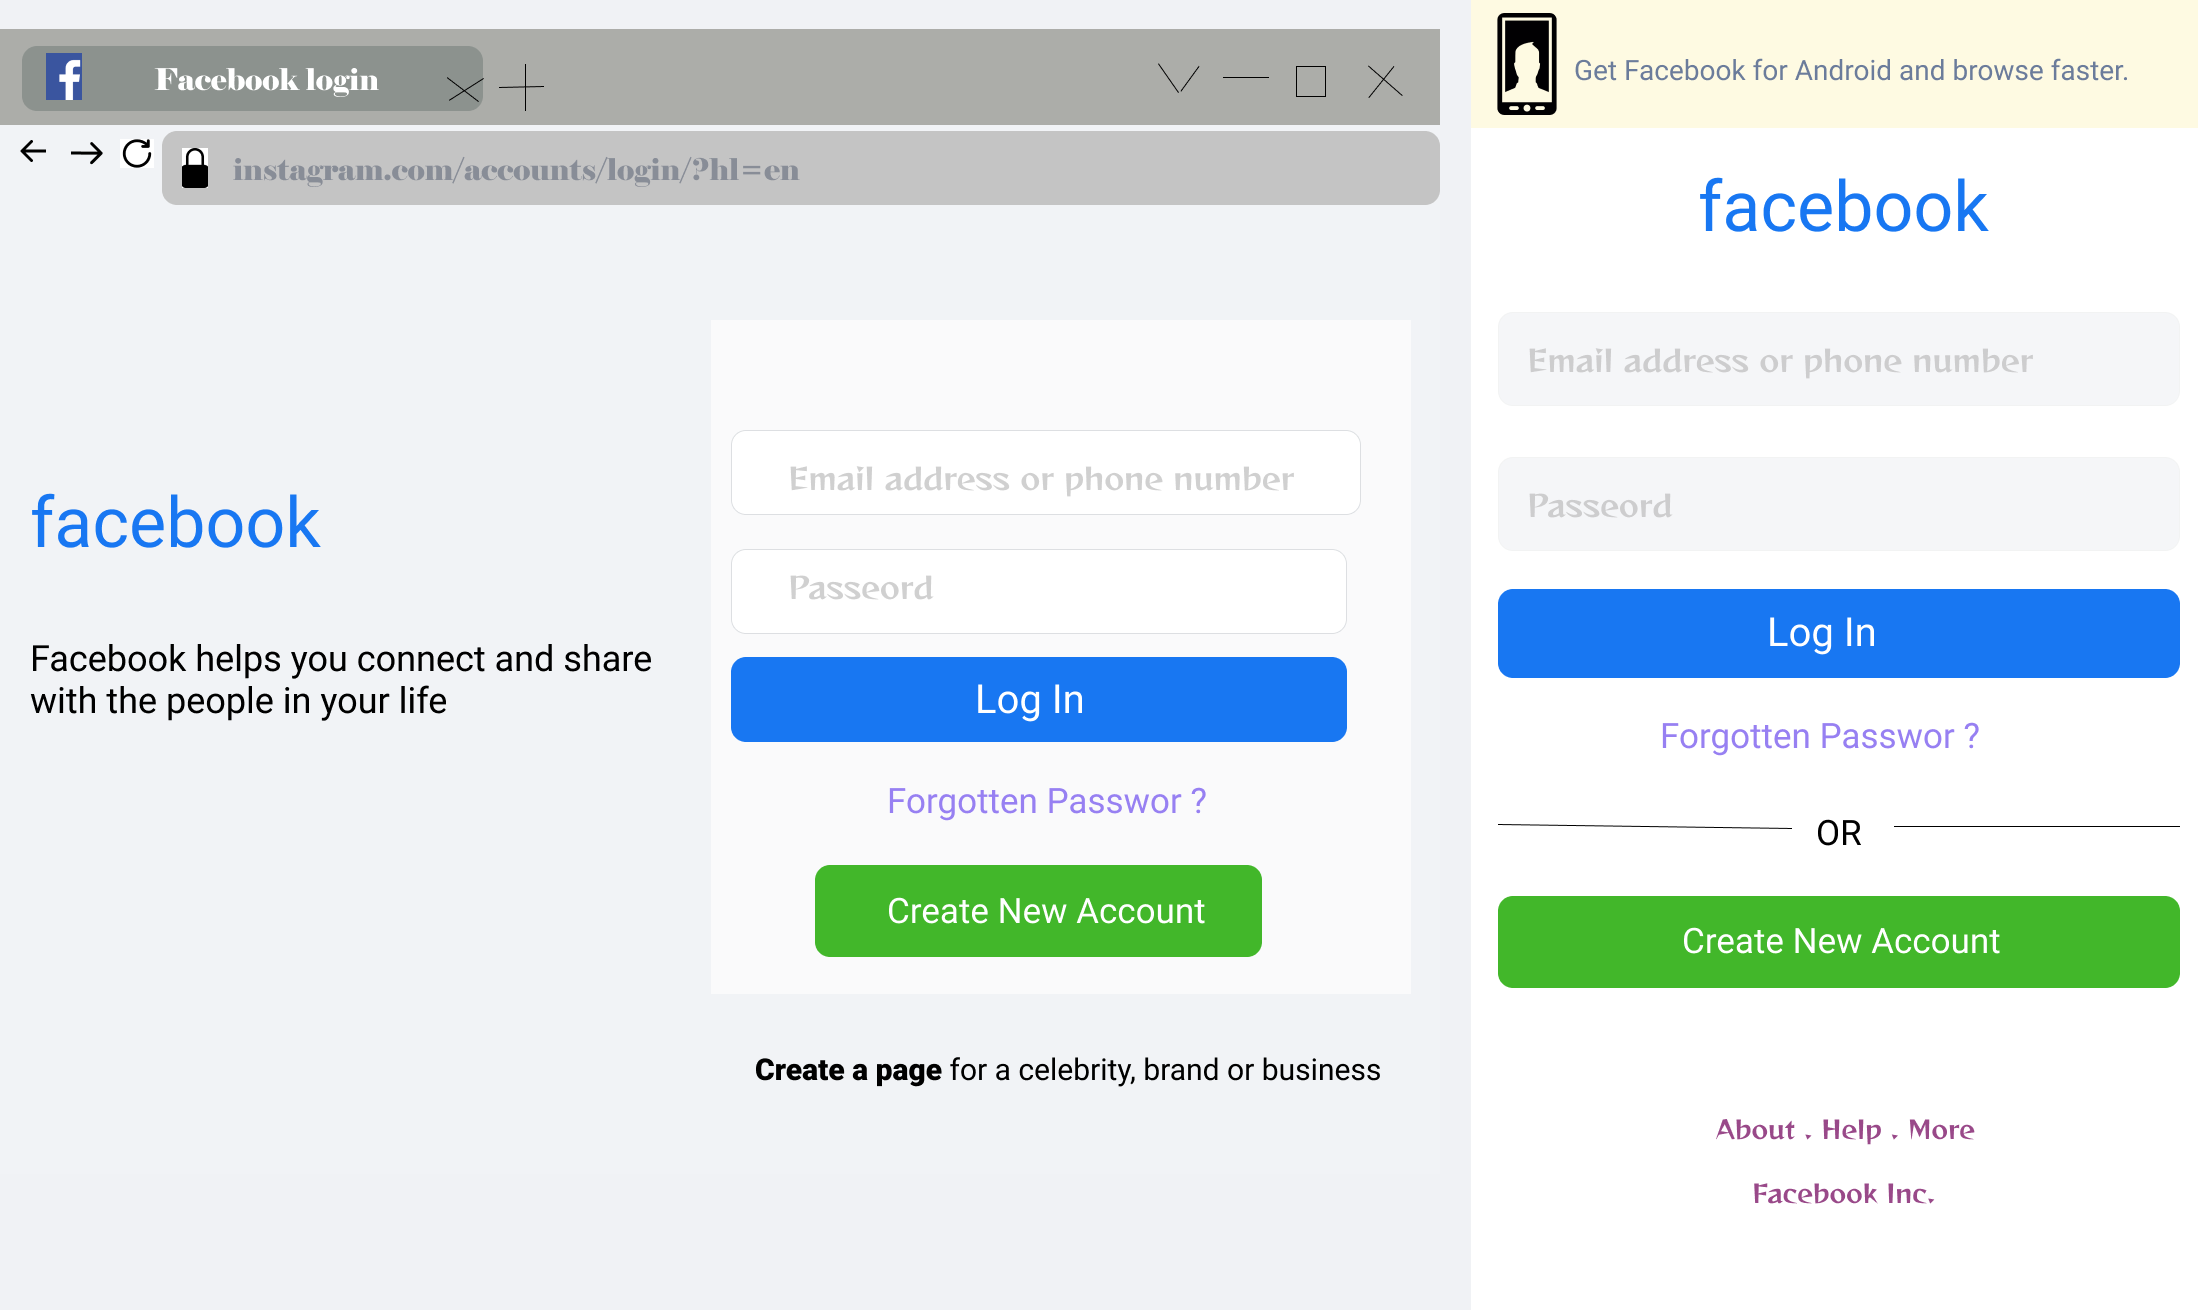 Facebook login
instagram.com/accounts/login/?hl=en
facebook
Facebook helps you connect and share
with the people in your life
Email address or phone number
Passeord
Log In
Forgotten Passwor ?
Create New Account
Create a page for a celebrity, brand or business
Get Facebook for Android and browse faster.
facebook
Email address or phone number
Passeord
Log In
Forgotten Passwor ?
OR
Create New Account
About . Help . More
Facebook Inc.